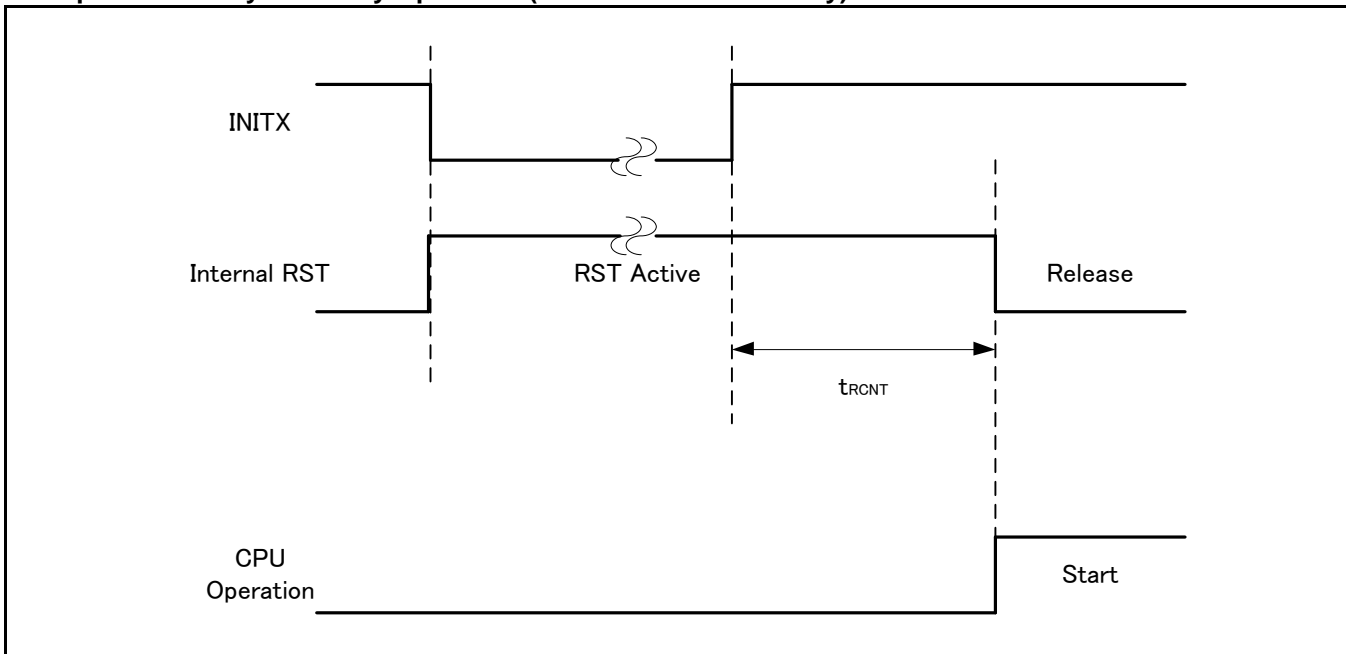 INITX
Internal RST
RST Active
Release
tRCNT
CPU
Operation
Start